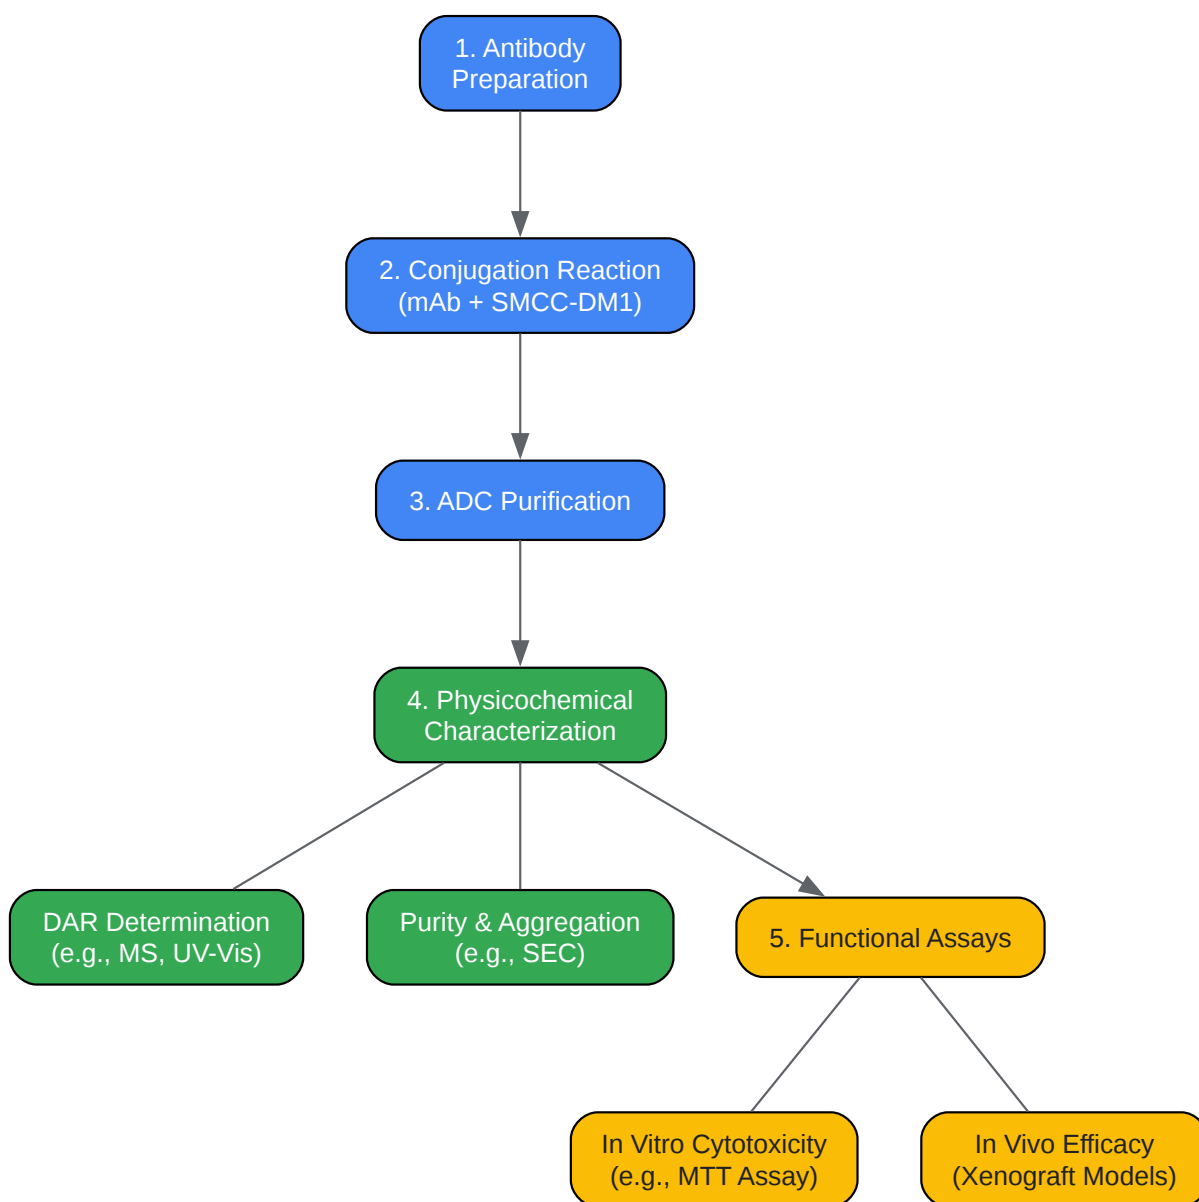 1. Antibody
Preparation
2. Conjugation Reaction
(mAb + SMCC-DM1)
3. ADC Purification
4. Physicochemical
Characterization
DAR Determination
(e.g., MS, UV-Vis)
Purity & Aggregation
(e.g., SEC)
5. Functional Assays
In Vitro Cytotoxicity
(e.g., MTT Assay)
In Vivo Efficacy
(Xenograft Models)